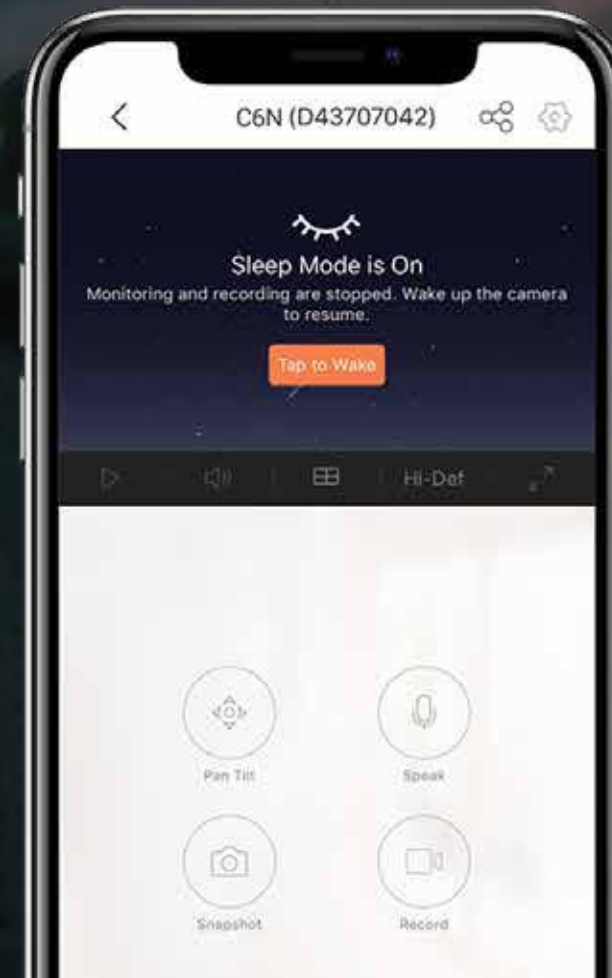 C6N (D43707042)
Sleep Mode is On
Monitoring and recording are stopped. Wake up the camera
to resume.
Tap to Wake
Hi-Def
Pan Tilt
Speak
Snapshot
Record